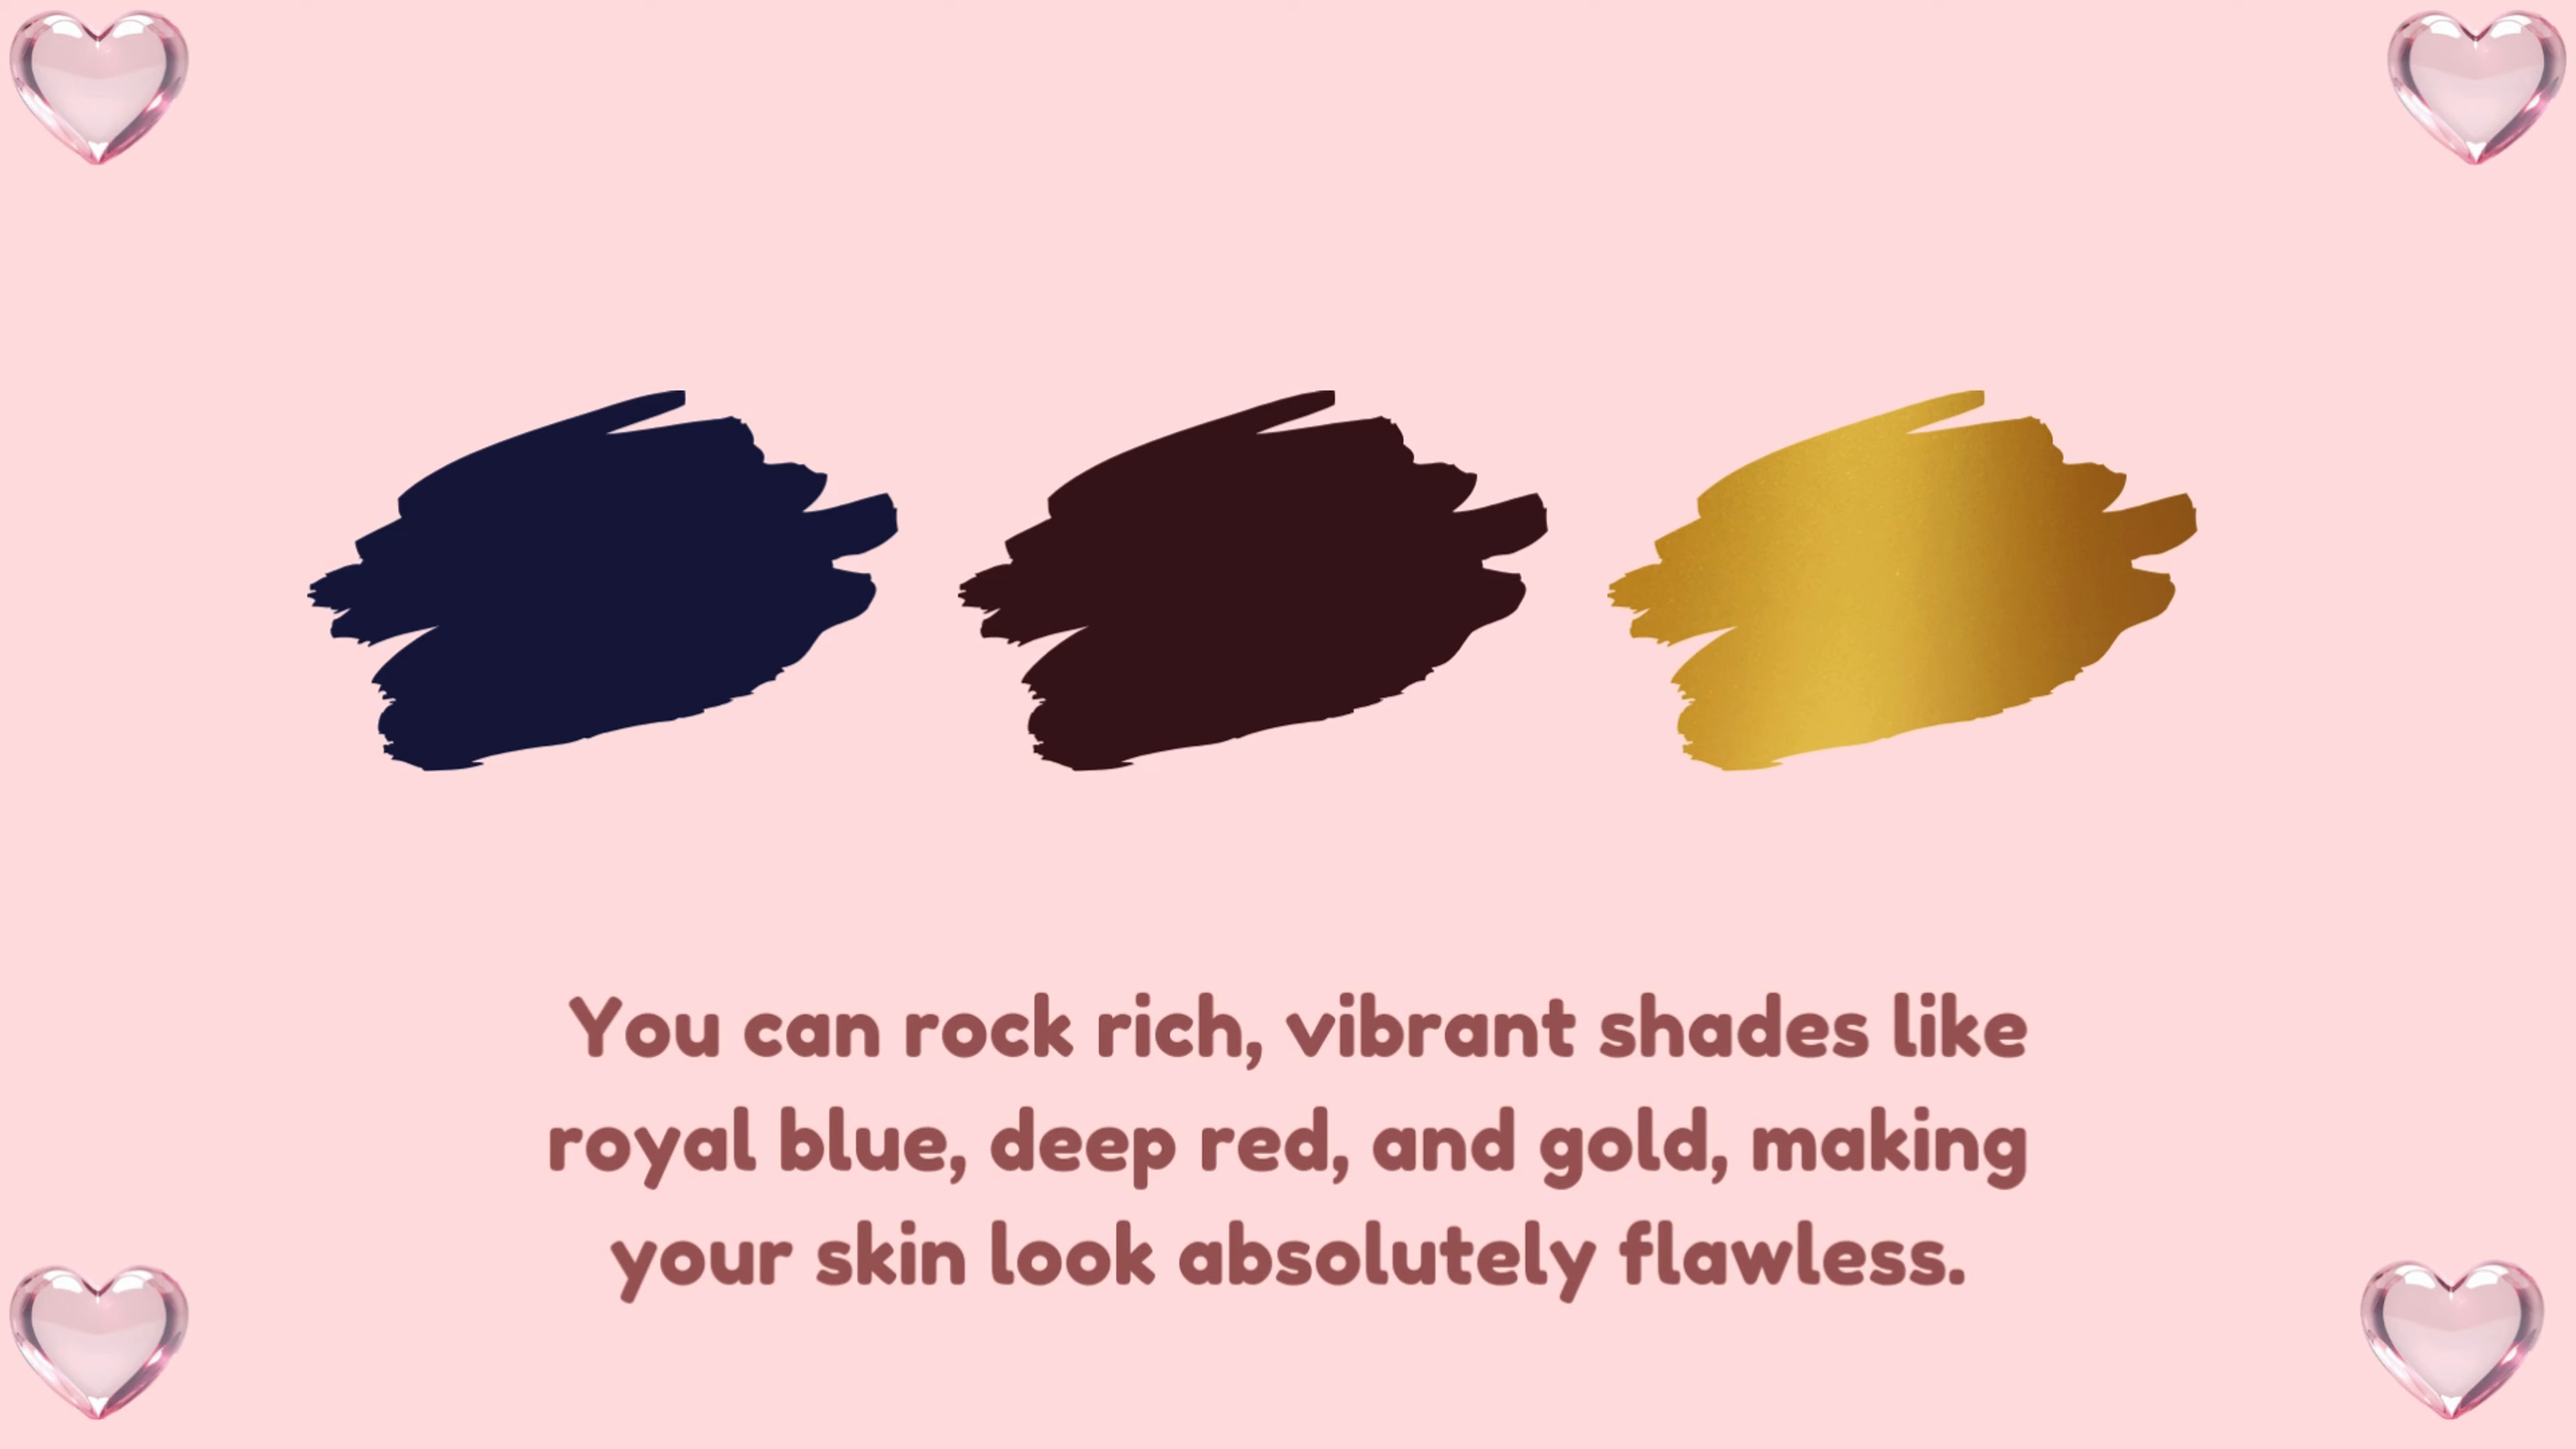 You can rock rich, vibrant shades like
royal blue, deep red, and gold, making
your skin look absolutely flawless.